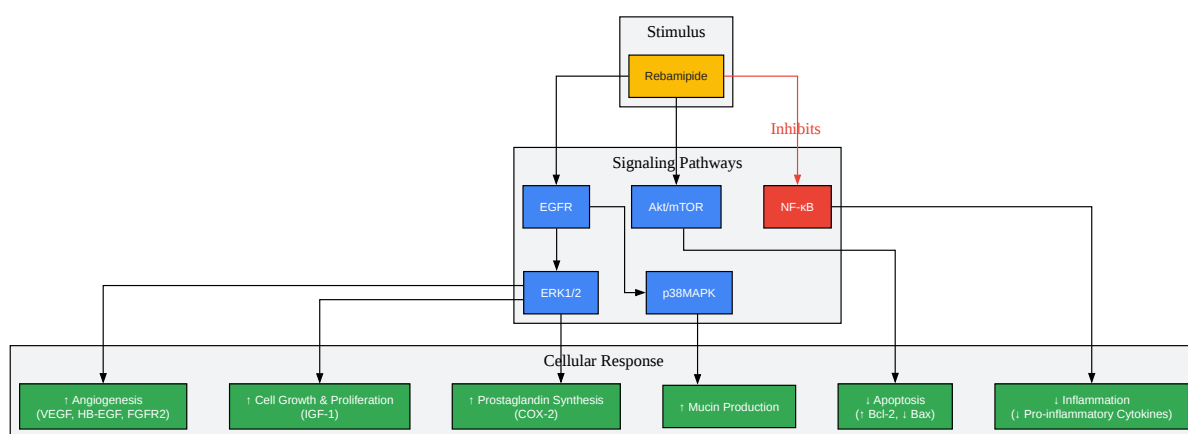 Stimulus
Rebamipide
Inhibits
Signaling Pathways
EGFR
Akt/mTOR
NF-κB
ERK1/2
p38MAPK
Cellular Response
↑ Angiogenesis
(VEGF, HB-EGF, FGFR2)
↑ Cell Growth & Proliferation
(IGF-1)
↑ Prostaglandin Synthesis
(COX-2)
↑ Mucin Production
↓ Apoptosis
(↑ Bcl-2, ↓ Bax)
↓ Inflammation
(↓ Pro-inflammatory Cytokines)